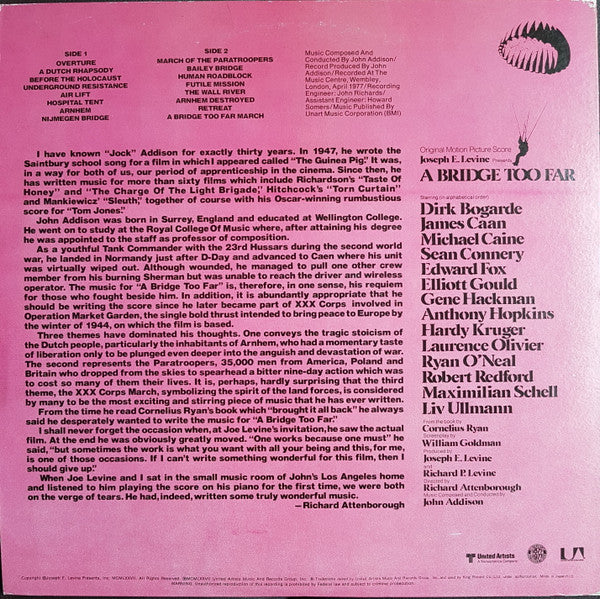 SIDE 1
OVERTURE
A DUTCH RHAPSODY
BEFORE THE HOLOCAUST
UNDERGROUND RESISTANCE
AIR LIFT
HOSPITAL TENT
ARNHEM
NIJMEGEN BRIDGE
SIDE 2
MARCH OF THE PARATROOPERS
BAILEY BRIDGE
HUMAN ROADBLOCK
FUTILE MISSION
THE WALL RIVER
ARNHEM DESTROYED
RETREAT
A BRIDGE TOO FAR MARCH
Music Composed And
Conducted By John Addison/
Record Produced By John
Addison/Recorded At The
Music Centre, Wembley,
London, April 1977/Recording
Engineer: John Richards/
Assistant Engineer: Howard
Somers/Music Published By
Unart Music Corporation (BMI)
I have known "Jock" Addison for exactly thirty years. In 1947, he wrote the
Saintbury school song for a film in which I appeared called "The Guinea Pig." It was,
in a way for both of us, our period of apprenticeship in the cinema. Since then, he
has written music for more than sixty films which include Richardson's "Taste Of
Honey" and "The Charge Of The Light Brigade," Hitchcock's "Torn Curtain"
and Mankiewicz' "Sleuth," together of course with his Oscar-winning rumbustious
score for "Tom Jones."
John Addison was born in Surrey, England and educated at Wellington College.
He went on to study at the Royal College Of Music where, after attaining his degree
he was appointed to the staff as professor of composition.
As a youthful Tank Commander with the 23rd Hussars during the second world
war, he landed in Normandy just after D-Day and advanced to Caen where his unit
was virtually wiped out. Although wounded, he managed to pull one other crew
member from his burning Sherman but was unable to reach the driver and wireless
operator. The music for "A Bridge Too Far" is, therefore, in one sense, his requiem
for those who fought beside him. In addition, it is abundantly appropriate that he
should be writing the score since he later became part of XXX Corps involved in
Operation Market Garden, the single bold thrust intended to bring peace to Europe by
the winter of 1944, on which the film is based.
Three themes have dominated his thoughts. One conveys the tragic stoicism of
the Dutch people, particularly the inhabitants of Arnhem, who had a momentary taste
of liberation only to be plunged even deeper into the anguish and devastation of war.
The second represents the Paratroopers, 35,000 men from America, Poland and
Britain who dropped from the skies to spearhead a bitter nine-day action which was
to cost so many of them their lives. It is, perhaps, hardly surprising that the third
theme, the XXX Corps March, symbolizing the spirit of the land forces, is considered
by many to be the most exciting and stirring piece of music that he has ever written.
From the time he read Cornelius Ryan's book which "brought it all back" he always
said he desperately wanted to write the music for "A Bridge Too Far."
I shall never forget the occasion when, at Joe Levine's invitation, he saw the actual
film. At the end he was obviously greatly moved. "One works because one must" he
said, "but sometimes the work is what you want with all your being and this, for me,
is one of those occasions. If I can't write something wonderful for this film, then I
should give up."
When Joe Levine and I sat in the small music room of John's Los Angeles home
and listened to him playing the score on his piano for the first time, we were both
on the verge of tears. He had, indeed, written some truly wonderful music.
—Richard Attenborough
Original Motion Picture Score
Joseph E. Levine Presents
A BRIDGE TOO FAR
Starring (in alphabetical order)
Dirk Bogarde
James Caan
Michael Caine
Sean Connery
Edward Fox
Elliott Gould
Gene Hackman
Anthony Hopkins
Hardy Kruger
Laurence Olivier
Ryan O'Neal
Robert Redford
Maximilian Schell
Liv Ullmann
From the book by
Cornelius Ryan
Screenplay by
William Goldman
Produced by
Joseph E. Levine
and
Richard P. Levine
Directed by
Richard Attenborough
Music Composed and Conducted by
John Addison
United Artists
A Transamerica Company
UA